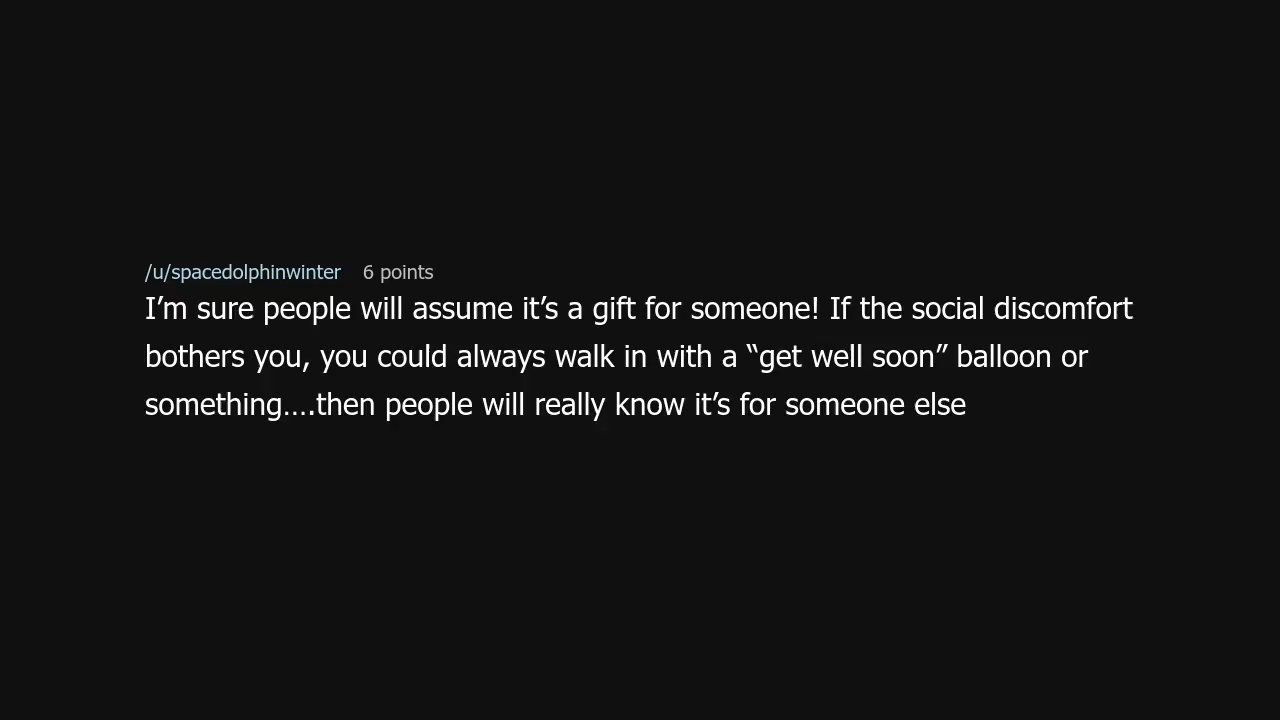 /u/spacedolphinwinter 6 points
I’m sure people will assume it’s a gift for someone! If the social discomfort
bothers you, you could always walk in with a “get well soon” balloon or
something….then people will really know it’s for someone else